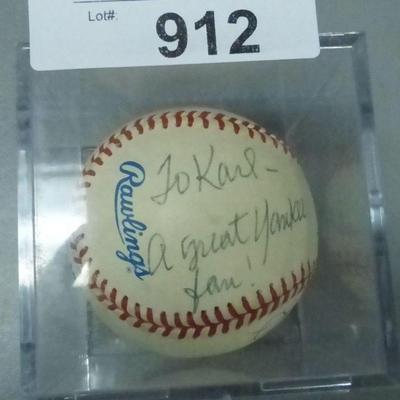 Lot#:
912
Rawlings
To Karl -
A great Yankee
fan!